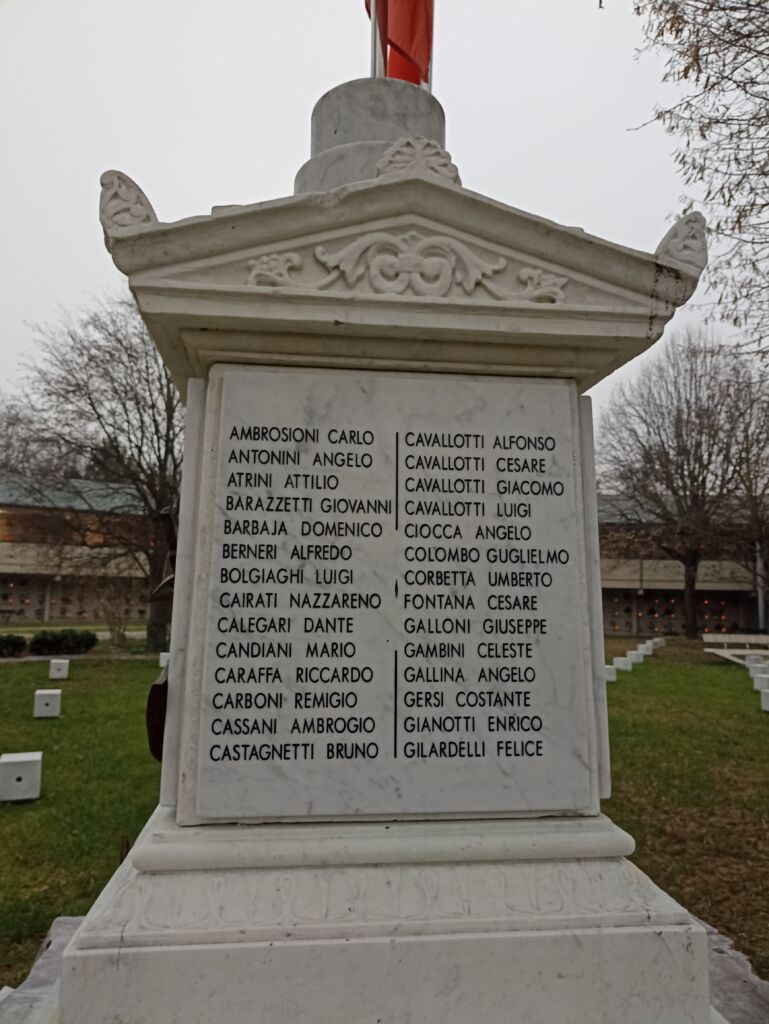 AMBROSIONI CARLO
ANTONINI ANGELO
ATRINI ATTILIO
BARAZZETTI GIOVANNI
BARBAJA DOMENICO
BERNERI ALFREDO
BOLGIAGHI LUIGI
CAIRATI NAZZARENO
CALEGARI DANTE
CANDIANI MARIO
CARAFFA RICCARDO
CARBONI REMIGIO
CASSANI AMBROGIO
CASTAGNETTI BRUNO
CAVALLOTTI ALFONSO
CAVALLOTTI CESARE
CAVALLOTTI GIACOMO
CAVALLOTTI LUIGI
CIOCCA ANGELO
COLOMBO GUGLIELMO
CORBETTA UMBERTO
FONTANA CESARE
GALLONI GIUSEPPE
GAMBINI CELESTE
GALLINA ANGELO
GERSI COSTANTE
GIANOTTI ENRICO
GILARDELLI FELICE